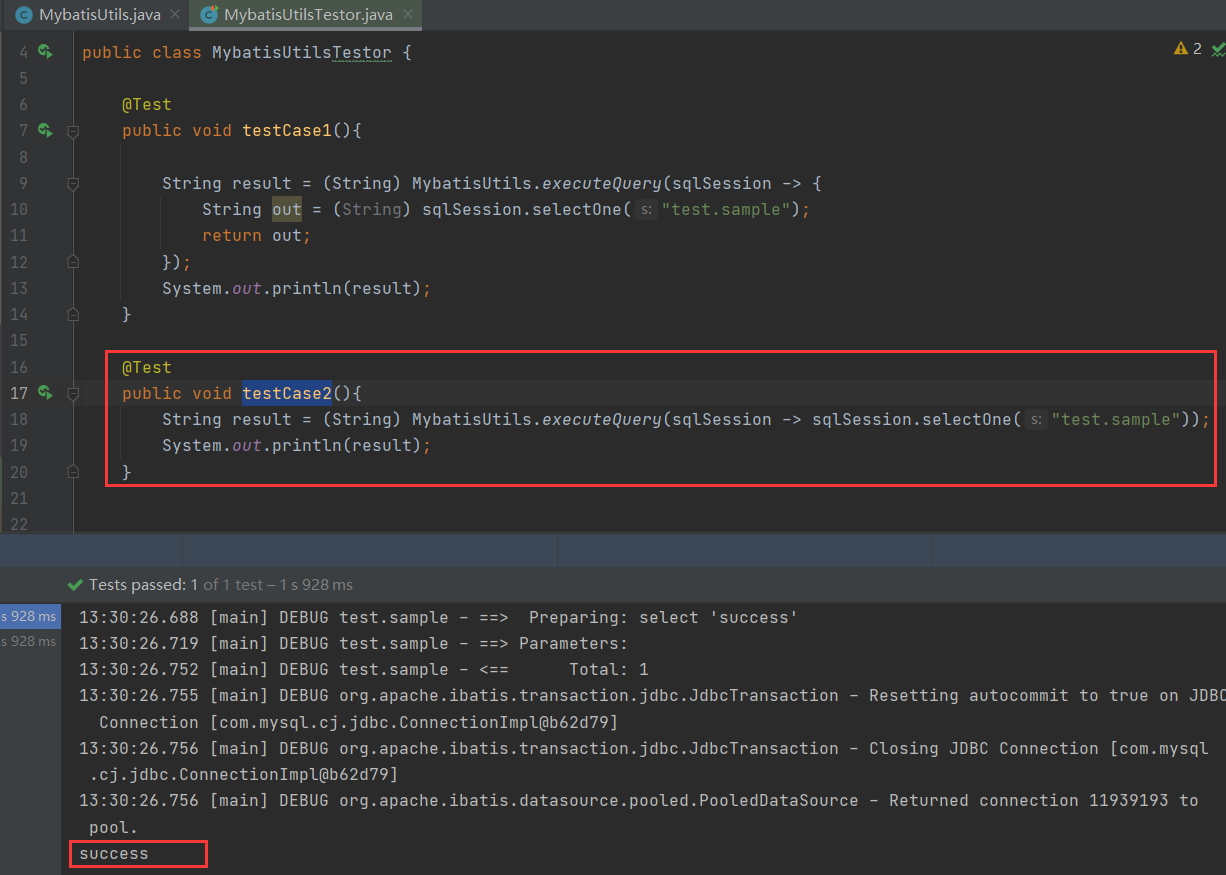 MybatisUtils.java × MybatisUtilsTestor.java ×
4 public class MybatisUtilsTestor { 2
5
6 @Test
7 public void testCase1(){
8
9 String result = (String) MybatisUtils.executeQuery(sqlSession -> {
10 String out = (String) sqlSession.selectOne( s: "test.sample");
11 return out;
12 });
13 System.out.println(result);
14 }
15
16 @Test
17 public void testCase2(){
18 String result = (String) MybatisUtils.executeQuery(sqlSession -> sqlSession.selectOne( s: "test.sample"));
19 System.out.println(result);
20 }
21
22
Tests passed: 1 of 1 test – 1 s 928 ms
s 928 ms 13:30:26.688 [main] DEBUG test.sample - ==>  Preparing: select 'success'
s 928 ms 13:30:26.719 [main] DEBUG test.sample - ==> Parameters:
13:30:26.752 [main] DEBUG test.sample - <==      Total: 1
13:30:26.755 [main] DEBUG org.apache.ibatis.transaction.jdbc.JdbcTransaction - Resetting autocommit to true on JDBC
Connection [com.mysql.cj.jdbc.ConnectionImpl@b62d79]
13:30:26.756 [main] DEBUG org.apache.ibatis.transaction.jdbc.JdbcTransaction - Closing JDBC Connection [com.mysql
.cj.jdbc.ConnectionImpl@b62d79]
13:30:26.756 [main] DEBUG org.apache.ibatis.datasource.pooled.PooledDataSource - Returned connection 11939193 to
pool.
success